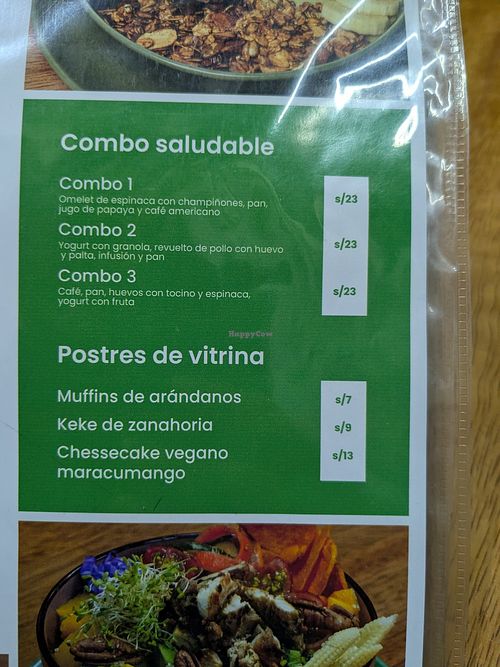 Combo saludable
Combo 1
Omelet de espinaca con champiñones, pan,
jugo de papaya y café americano
s/23
Combo 2
Yogurt con granola, revuelto de pollo con huevo
y palta, infusión y pan
s/23
Combo 3
Café, pan, huevos con tocino y espinaca,
yogurt con fruta
s/23
HappyCow
Postres de vitrina
Muffins de arándanos
s/7
Keke de zanahoria
s/9
Chessecake vegano
maracumango
s/13